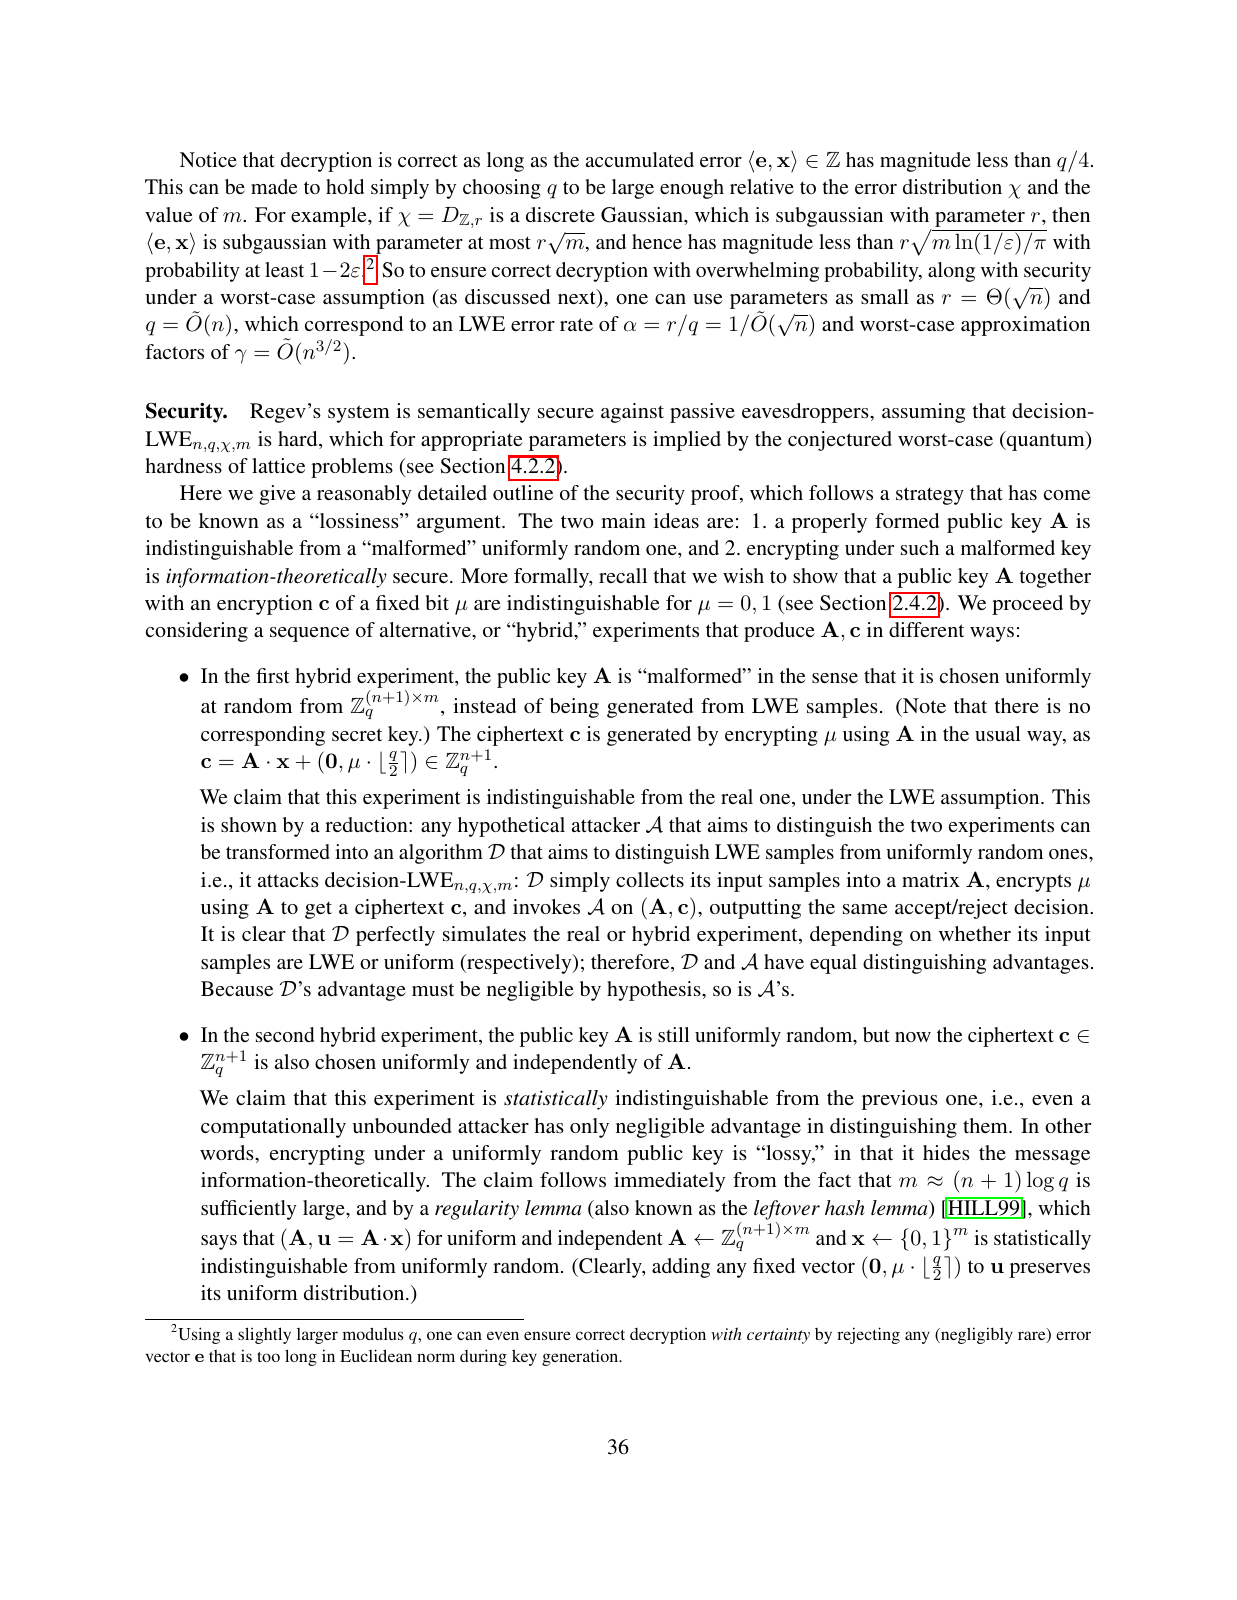 Notice that decryption is correct as long as the accumulated error ⟨e, x⟩ ∈ ℤ has magnitude less than q/4.
This can be made to hold simply by choosing q to be large enough relative to the error distribution χ and the
value of m. For example, if χ = D_{ℤ,r} is a discrete Gaussian, which is subgaussian with parameter r, then
⟨e, x⟩ is subgaussian with parameter at most r√m, and hence has magnitude less than r√(m ln(1/ε)/π) with
probability at least 1−2ε.² So to ensure correct decryption with overwhelming probability, along with security
under a worst-case assumption (as discussed next), one can use parameters as small as r = Θ(√n) and
q = Õ(n), which correspond to an LWE error rate of α = r/q = 1/Õ(√n) and worst-case approximation
factors of γ = Õ(n^{3/2}).
Security. Regev's system is semantically secure against passive eavesdroppers, assuming that decision-
LWE_{n,q,χ,m} is hard, which for appropriate parameters is implied by the conjectured worst-case (quantum)
hardness of lattice problems (see Section 4.2.2).
Here we give a reasonably detailed outline of the security proof, which follows a strategy that has come
to be known as a “lossiness” argument. The two main ideas are: 1. a properly formed public key A is
indistinguishable from a “malformed” uniformly random one, and 2. encrypting under such a malformed key
is information-theoretically secure. More formally, recall that we wish to show that a public key A together
with an encryption c of a fixed bit μ are indistinguishable for μ = 0, 1 (see Section 2.4.2). We proceed by
considering a sequence of alternative, or “hybrid,” experiments that produce A, c in different ways:
• In the first hybrid experiment, the public key A is “malformed” in the sense that it is chosen uniformly
at random from ℤ_q^{(n+1)×m}, instead of being generated from LWE samples. (Note that there is no
corresponding secret key.) The ciphertext c is generated by encrypting μ using A in the usual way, as
c = A · x + (0, μ · ⌊q/2⌉) ∈ ℤ_q^{n+1}.
We claim that this experiment is indistinguishable from the real one, under the LWE assumption. This
is shown by a reduction: any hypothetical attacker 𝒜 that aims to distinguish the two experiments can
be transformed into an algorithm 𝒟 that aims to distinguish LWE samples from uniformly random ones,
i.e., it attacks decision-LWE_{n,q,χ,m}: 𝒟 simply collects its input samples into a matrix A, encrypts μ
using A to get a ciphertext c, and invokes 𝒜 on (A, c), outputting the same accept/reject decision.
It is clear that 𝒟 perfectly simulates the real or hybrid experiment, depending on whether its input
samples are LWE or uniform (respectively); therefore, 𝒟 and 𝒜 have equal distinguishing advantages.
Because 𝒟's advantage must be negligible by hypothesis, so is 𝒜's.
• In the second hybrid experiment, the public key A is still uniformly random, but now the ciphertext c ∈
ℤ_q^{n+1} is also chosen uniformly and independently of A.
We claim that this experiment is statistically indistinguishable from the previous one, i.e., even a
computationally unbounded attacker has only negligible advantage in distinguishing them. In other
words, encrypting under a uniformly random public key is “lossy,” in that it hides the message
information-theoretically. The claim follows immediately from the fact that m ≈ (n + 1) log q is
sufficiently large, and by a regularity lemma (also known as the leftover hash lemma) [HILL99], which
says that (A, u = A·x) for uniform and independent A ← ℤ_q^{(n+1)×m} and x ← {0, 1}^m is statistically
indistinguishable from uniformly random. (Clearly, adding any fixed vector (0, μ · ⌊q/2⌉) to u preserves
its uniform distribution.)
²Using a slightly larger modulus q, one can even ensure correct decryption with certainty by rejecting any (negligibly rare) error
vector e that is too long in Euclidean norm during key generation.
36